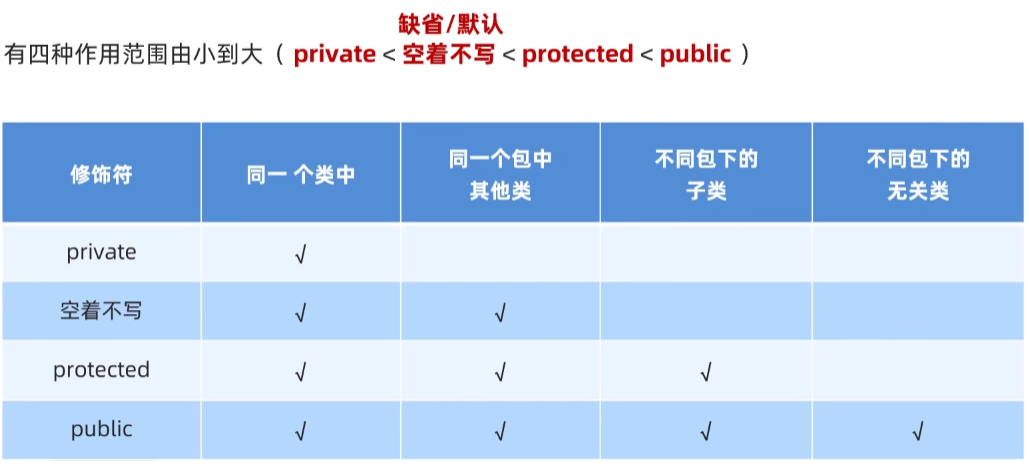 缺省/默认
有四种作用范围由小到大（ private < 空着不写 < protected < public ）
修饰符 同一 个类中 同一个包中 不同包下的 不同包下的
其他类 子类 无关类
private √
空着不写 √ √
protected √ √ √
public √ √ √ √